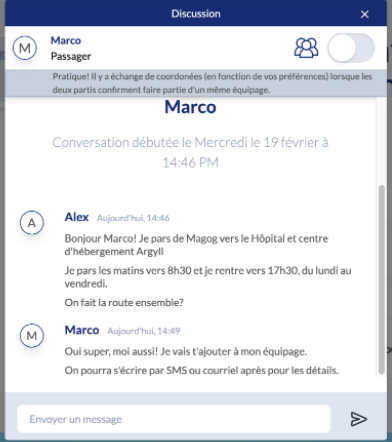 Discussion
M
Marco
Passager
Pratique! Il y a échange de coordonées (en fonction de vos préférences) lorsque les
deux partis confirment faire partie d'un même équipage.
Marco
Conversation débutée le Mercredi le 19 février à
14:46 PM
A
Alex Aujourd'hui, 14:46
Bonjour Marco! Je pars de Magog vers le Hôpital et centre
d'hébergement Argyll
Je pars les matins vers 8h30 et je rentre vers 17h30, du lundi au
vendredi.
On fait la route ensemble?
M
Marco Aujourd'hui, 14:49
Oui super, moi aussi! Je vais t'ajouter à mon équipage.
On pourra s'écrire par SMS ou courriel après pour les détails.
Envoyer un message